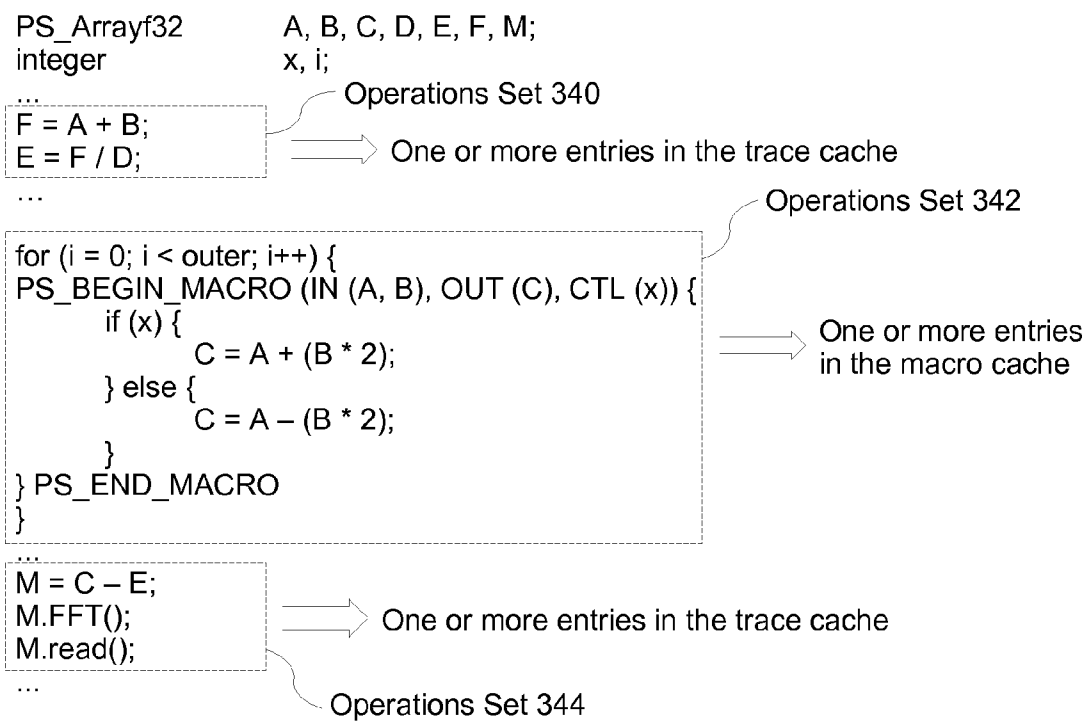 PS_Arrayf32 A, B, C, D, E, F, M;
integer x, i;
...
Operations Set 340
F = A + B;
E = F / D;
One or more entries in the trace cache
...
Operations Set 342
for (i = 0; i < outer; i++) {
PS_BEGIN_MACRO (IN (A, B), OUT (C), CTL (x)) {
if (x) {
C = A + (B * 2);
} else {
C = A – (B * 2);
}
} PS_END_MACRO
}
One or more entries
in the macro cache
...
M = C – E;
M.FFT();
M.read();
One or more entries in the trace cache
...
Operations Set 344